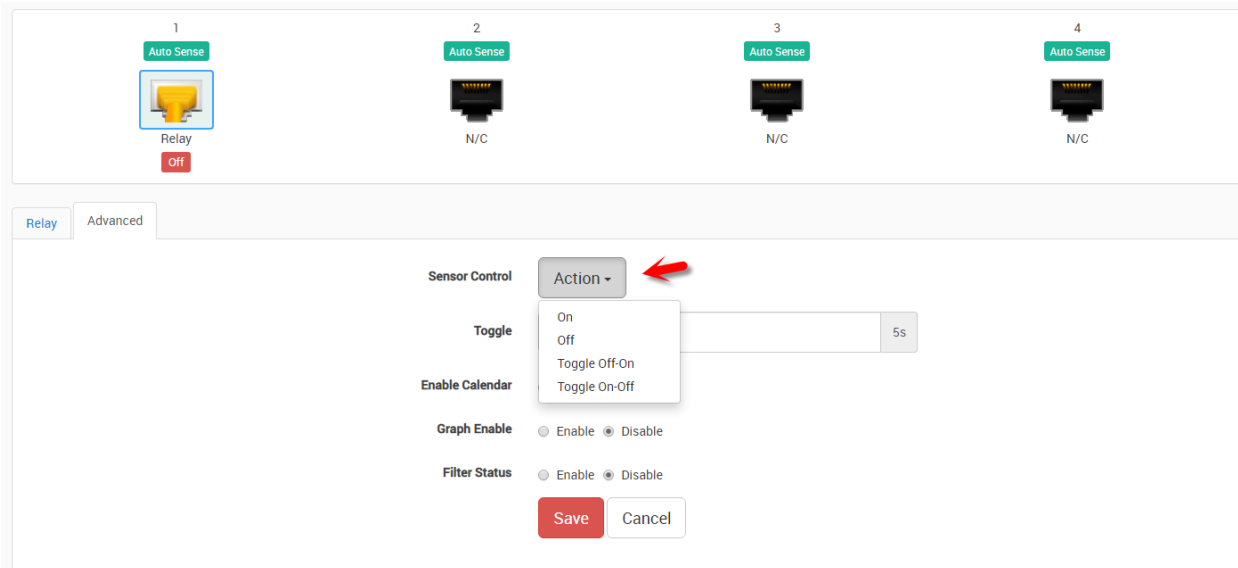 1 2 3 4
Auto Sense Auto Sense Auto Sense Auto Sense
Relay N/C N/C N/C
Off
Relay Advanced
Sensor Control Action
On
Toggle 5s
Off
Toggle Off-On
Enable Calendar Toggle On-Off
Graph Enable Enable Disable
Filter Status Enable Disable
Save Cancel